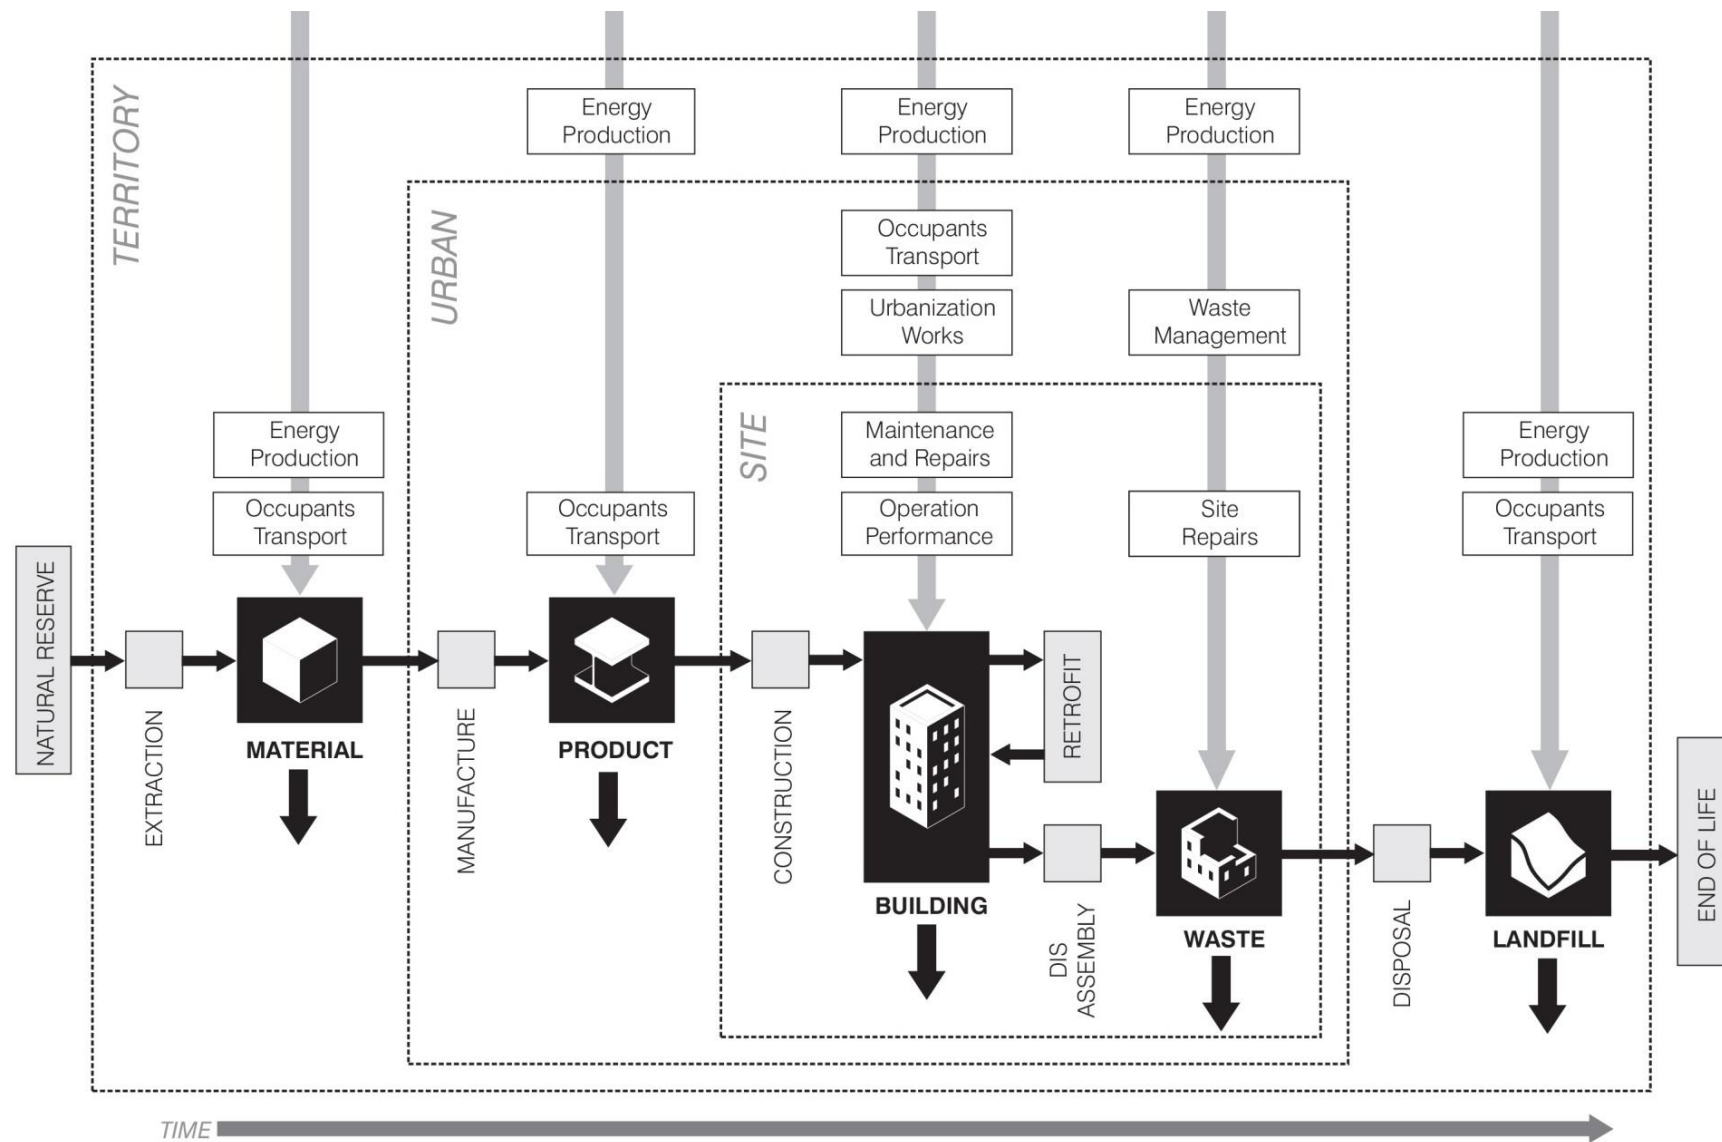 TERRITORY
Energy
Production
Energy
Production
Energy
Production
URBAN
Occupants
Transport
Urbanization
Works
Waste
Management
SITE
Energy
Production
Occupants
Transport
Occupants
Transport
Maintenance
and Repairs
Operation
Performance
Site
Repairs
Energy
Production
Occupants
Transport
NATURAL RESERVE
EXTRACTION
MATERIAL
MANUFACTURE
PRODUCT
CONSTRUCTION
BUILDING
RETROFIT
DIS
ASSEMBLY
WASTE
DISPOSAL
LANDFILL
END OF LIFE
TIME